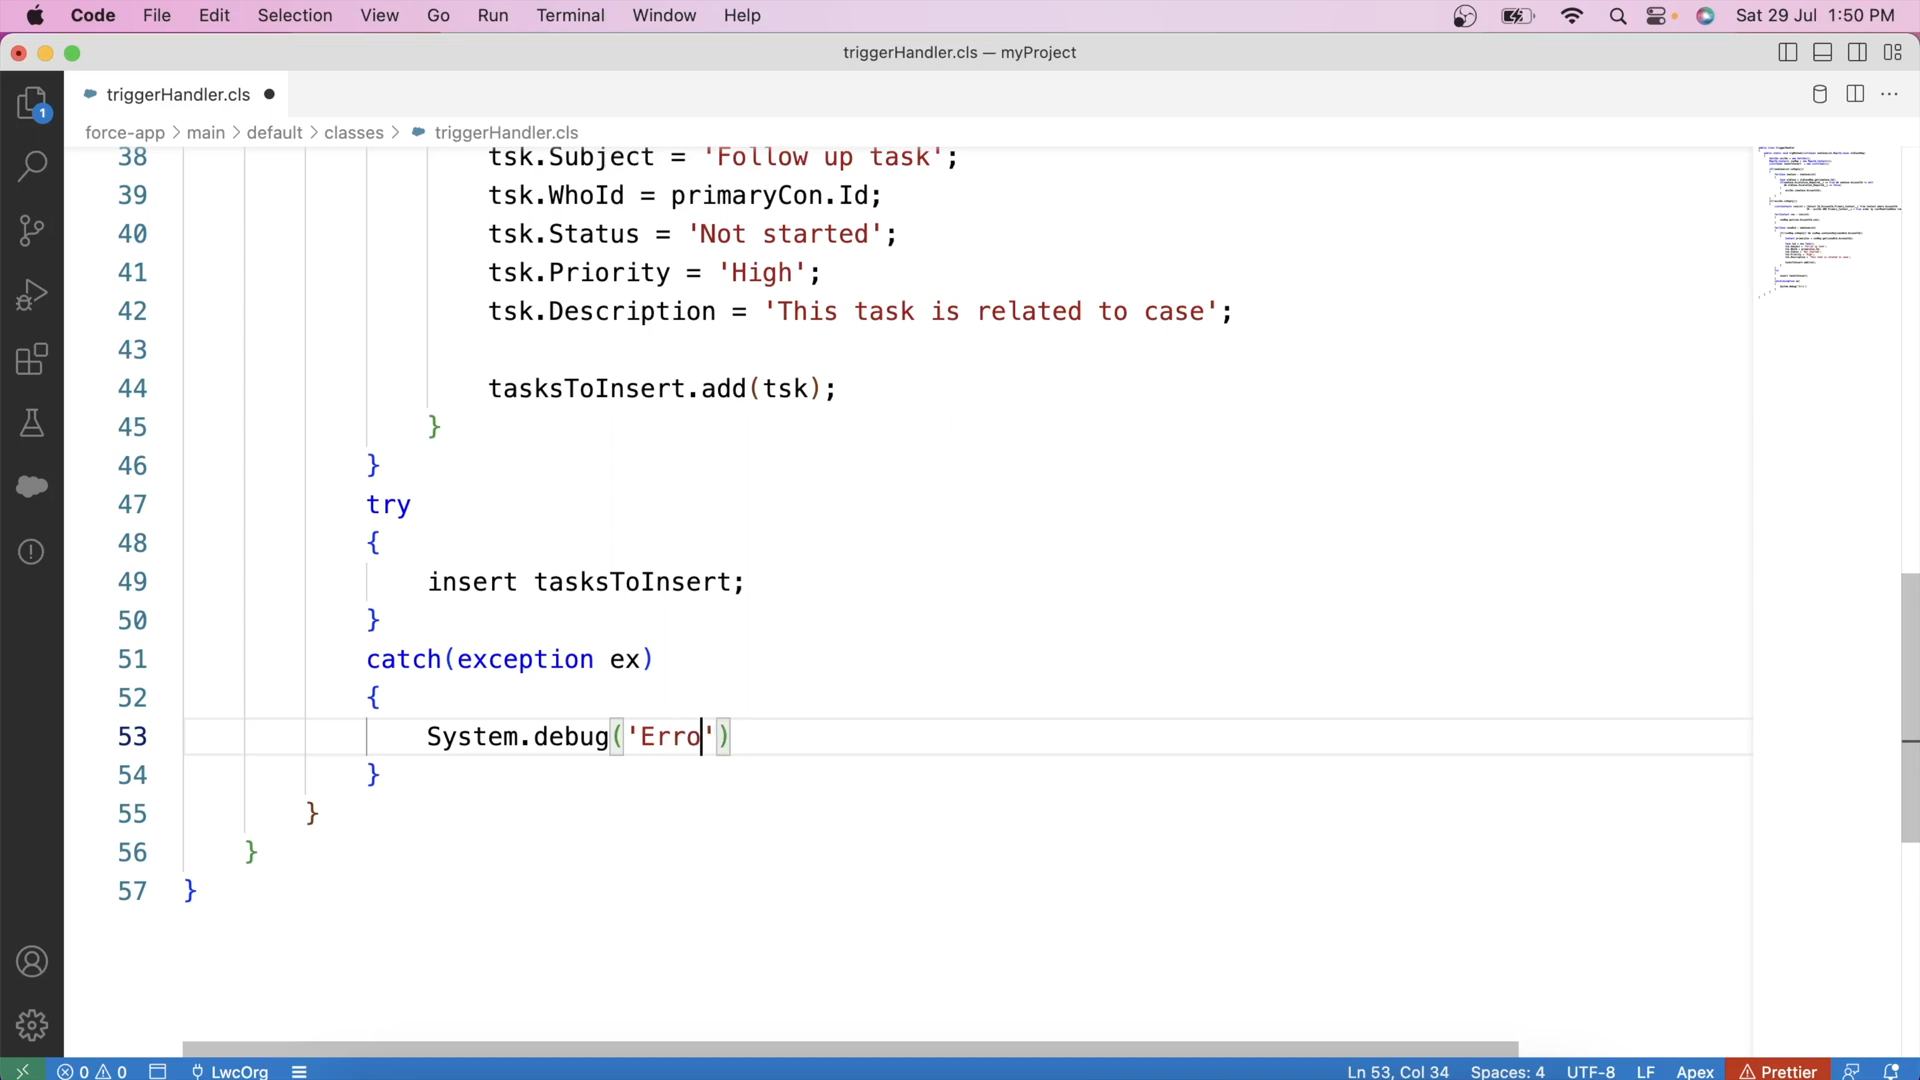 Code File Edit Selection View Go Run Terminal Window Help Sat 29 Jul 1:50 PM
triggerHandler.cls — myProject
1
triggerHandler.cls
force-app > main > default > classes > triggerHandler.cls
38 tsk.Subject = 'Follow up task';
39 tsk.WhoId = primaryCon.Id;
40 tsk.Status = 'Not started';
41 tsk.Priority = 'High';
42 tsk.Description = 'This task is related to case';
43
44 tasksToInsert.add(tsk);
45 }
46 }
47 try
48 {
49 insert tasksToInsert;
50 }
51 catch(exception ex)
52 {
53 System.debug('Erro')
54 }
55 }
56 }
57 }
0 0 LwcOrg Ln 53, Col 34 Spaces: 4 UTF-8 LF Apex Prettier